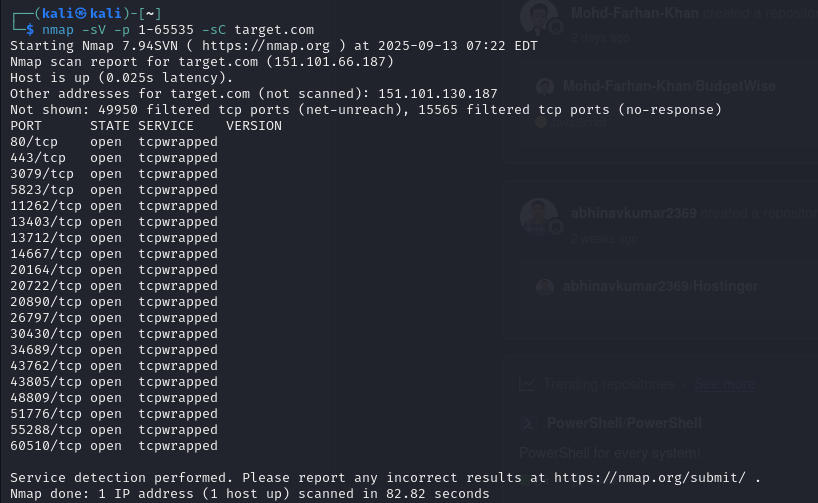 ┌──(kali㉿kali)-[~]
└─$ nmap -sV -p 1-65535 -sC target.com
Starting Nmap 7.94SVN ( https://nmap.org ) at 2025-09-13 07:22 EDT
Nmap scan report for target.com (151.101.66.187)
Host is up (0.025s latency).
Other addresses for target.com (not scanned): 151.101.130.187
Not shown: 49950 filtered tcp ports (net-unreach), 15565 filtered tcp ports (no-response)
PORT      STATE SERVICE    VERSION
80/tcp    open  tcpwrapped
443/tcp   open  tcpwrapped
3079/tcp  open  tcpwrapped
5823/tcp  open  tcpwrapped
11262/tcp open  tcpwrapped
13403/tcp open  tcpwrapped
13712/tcp open  tcpwrapped
14667/tcp open  tcpwrapped
20164/tcp open  tcpwrapped
20722/tcp open  tcpwrapped
20890/tcp open  tcpwrapped
26797/tcp open  tcpwrapped
30430/tcp open  tcpwrapped
34689/tcp open  tcpwrapped
43762/tcp open  tcpwrapped
43805/tcp open  tcpwrapped
48809/tcp open  tcpwrapped
51776/tcp open  tcpwrapped
55288/tcp open  tcpwrapped
60510/tcp open  tcpwrapped
Service detection performed. Please report any incorrect results at https://nmap.org/submit/ .
Nmap done: 1 IP address (1 host up) scanned in 82.82 seconds
Mohd-Farhan-Khan created a repository
2 days ago
Mohd-Farhan-Khan/BudgetWise
abhinavkumar2369 created a repositor
2 weeks ago
abhinavkumar2369/Hostinger
Trending repositories · See more
PowerShell/PowerShell
PowerShell for every system!